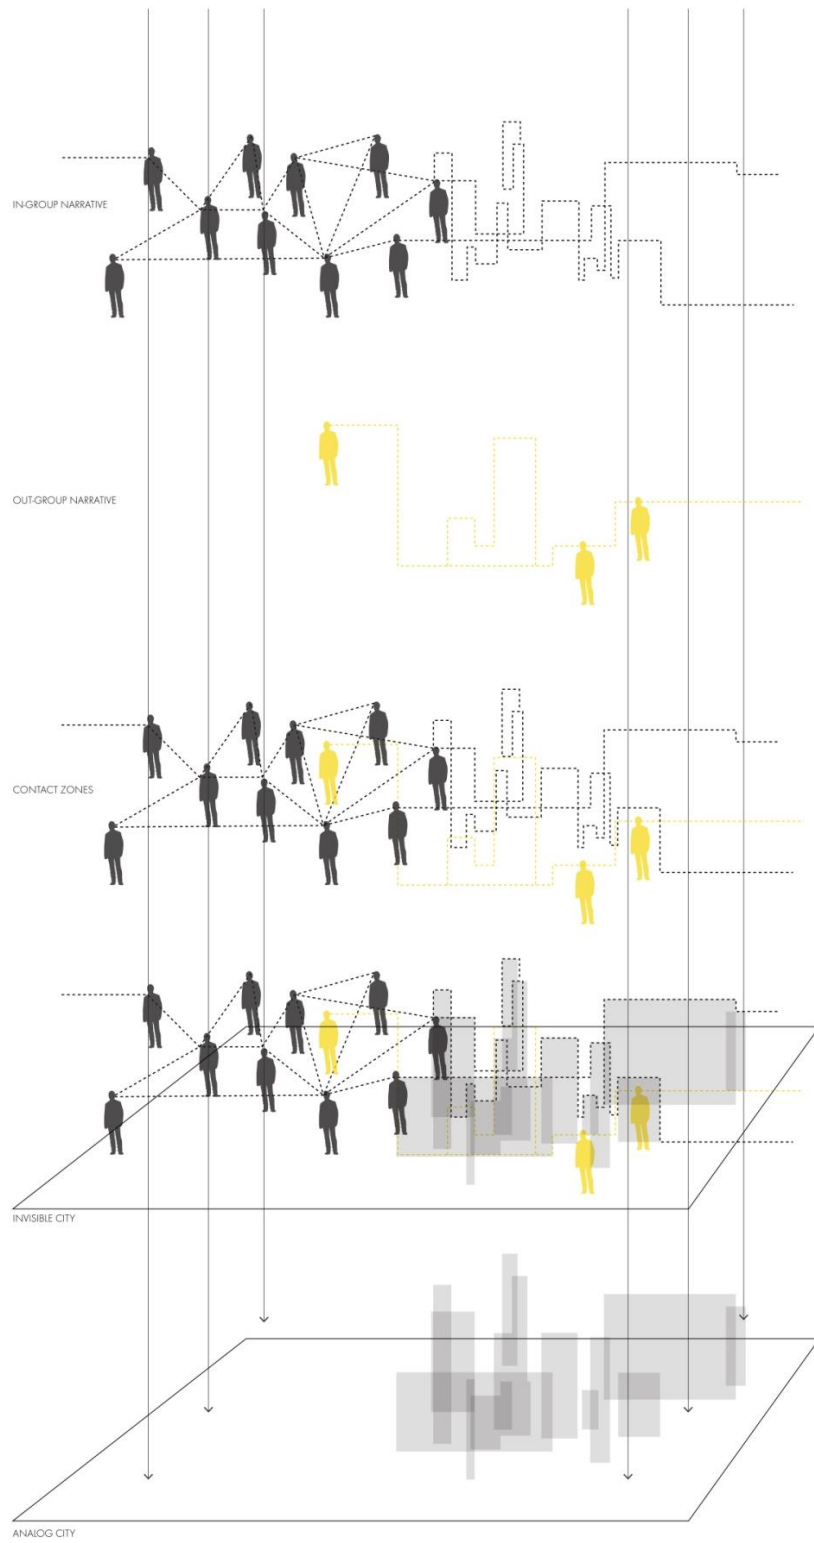 IN-GROUP NARRATIVE
OUT-GROUP NARRATIVE
CONTACT ZONES
INVISIBLE CITY
ANALOG CITY